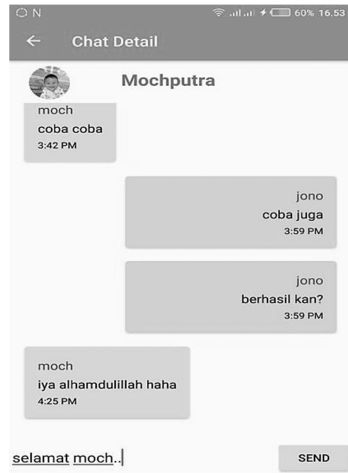 N 60% 16.53
Chat Detail
Mochputra
moch
coba coba
3:42 PM
jono
coba juga
3:59 PM
jono
berhasil kan?
3:59 PM
moch
iya alhamdulillah haha
4:25 PM
selamat moch..
SEND